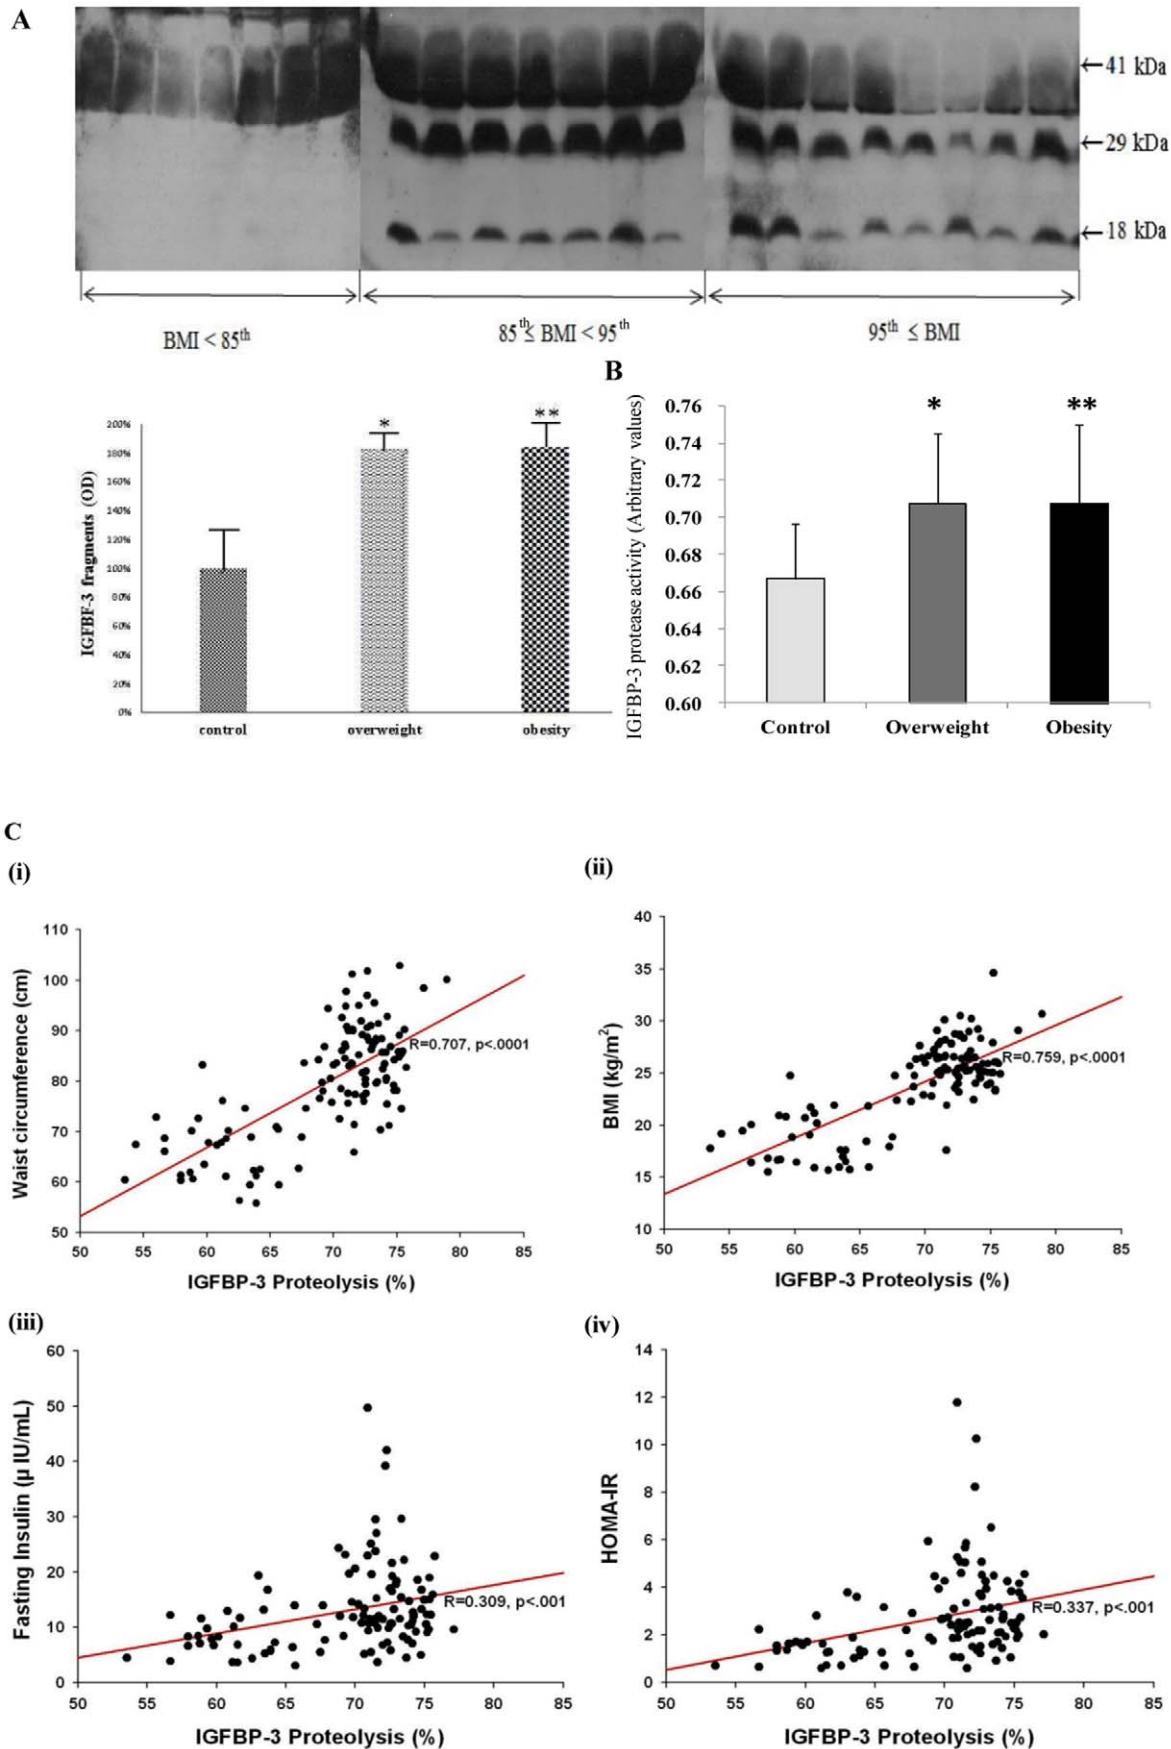 A
←41 kDa
←29 kDa
←18 kDa
BMI < 85th
85th≤ BMI < 95th
95th ≤ BMI
B
IGFBF-3 fragments (OD)
200%
180%
160%
140%
120%
100%
80%
60%
40%
20%
0%
*
**
control
overweight
obesity
IGFBP-3 protease activity (Arbitrary values)
0.76
0.74
0.72
0.70
0.68
0.66
0.64
0.62
0.60
*
**
Control
Overweight
Obesity
C
(i)
Waist circumference (cm)
110
100
90
80
70
60
50
R=0.707, p<.0001
50 55 60 65 70 75 80 85
IGFBP-3 Proteolysis (%)
(ii)
BMI (kg/m2)
40
35
30
25
20
15
10
R=0.759, p<.0001
50 55 60 65 70 75 80 85
IGFBP-3 Proteolysis (%)
(iii)
Fasting Insulin (µ IU/mL)
60
50
40
30
20
10
0
R=0.309, p<.001
50 55 60 65 70 75 80 85
IGFBP-3 Proteolysis (%)
(iv)
HOMA-IR
14
12
10
8
6
4
2
0
R=0.337, p<.001
50 55 60 65 70 75 80 85
IGFBP-3 Proteolysis (%)